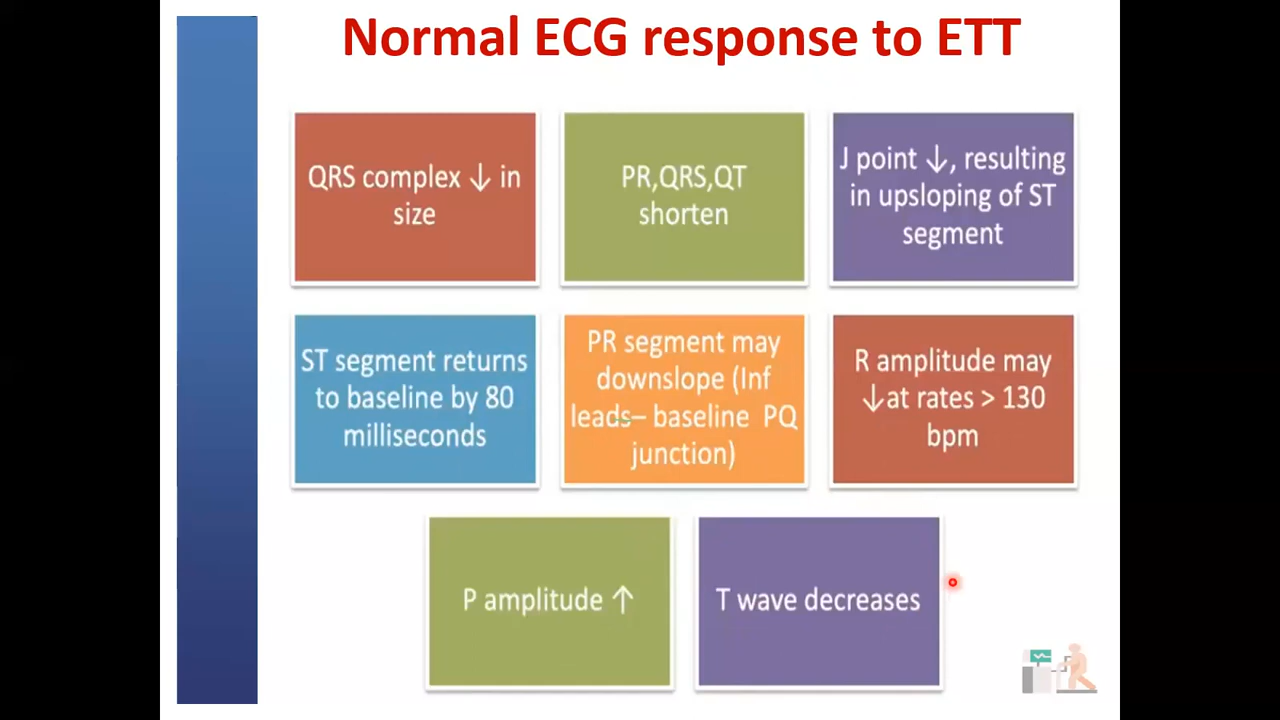 Normal ECG response to ETT
QRS complex ↓ in
size
PR,QRS,QT
shorten
J point ↓, resulting
in upsloping of ST
segment
ST segment returns
to baseline by 80
milliseconds
PR segment may
downslope (Inf
leads– baseline PQ
junction)
R amplitude may
↓at rates > 130
bpm
P amplitude ↑
T wave decreases